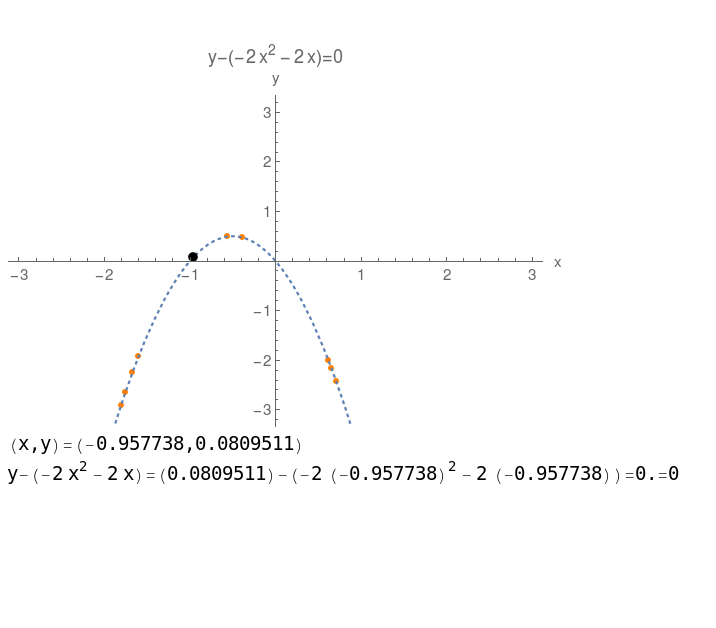 y−(−2 x² − 2 x)=0
y
3
2
1
−3 −2 −1 1 2 3 x
−1
−2
−3
(x,y)=(−0.957738,0.0809511)
y−(−2 x² − 2 x)=(0.0809511)−(−2 (−0.957738)² − 2 (−0.957738))=0.=0